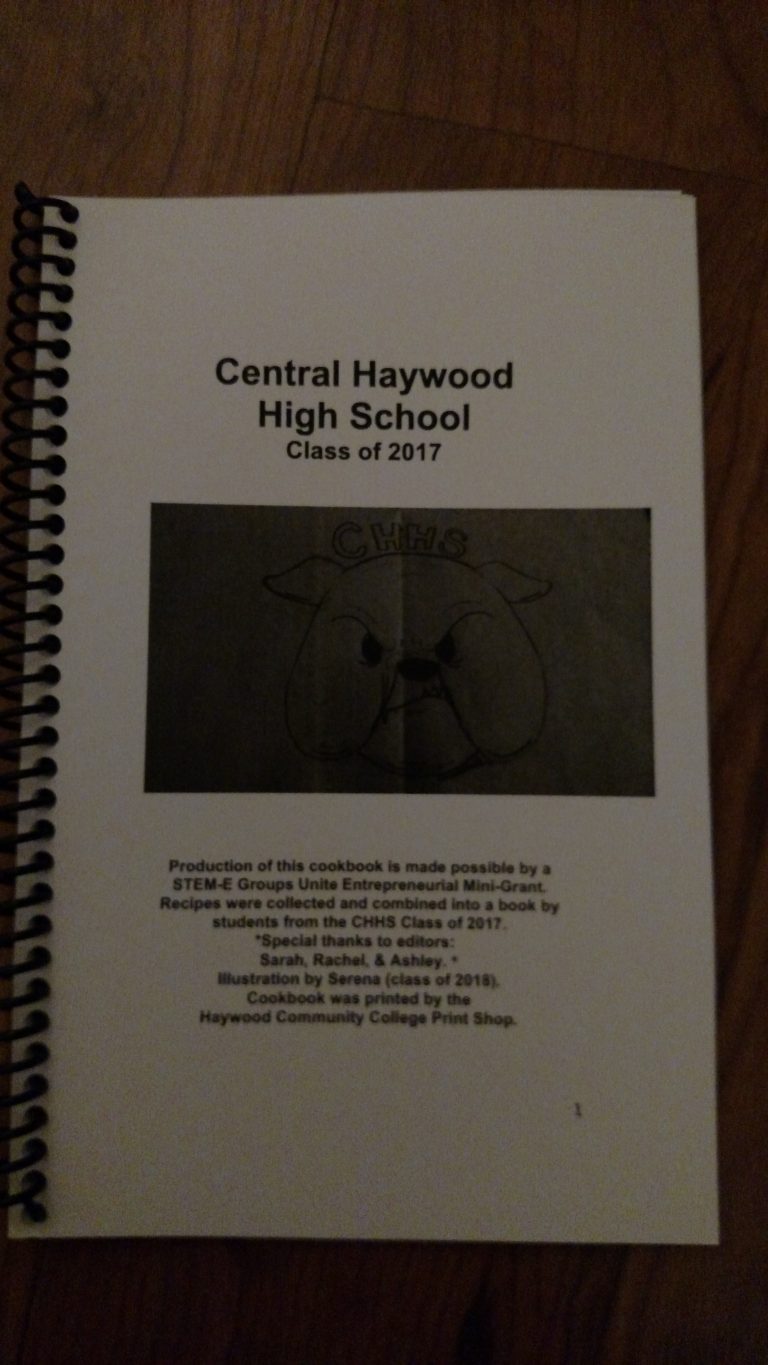 Central Haywood
High School
Class of 2017
CHHS
Production of this cookbook is made possible by a
STEM-E Groups Unite Entrepreneurial Mini-Grant.
Recipes were collected and combined into a book by
students from the CHHS Class of 2017.
*Special thanks to editors:
Sarah, Rachel, & Ashley. *
Illustration by Serena (class of 2018).
Cookbook was printed by the
Haywood Community College Print Shop.
1